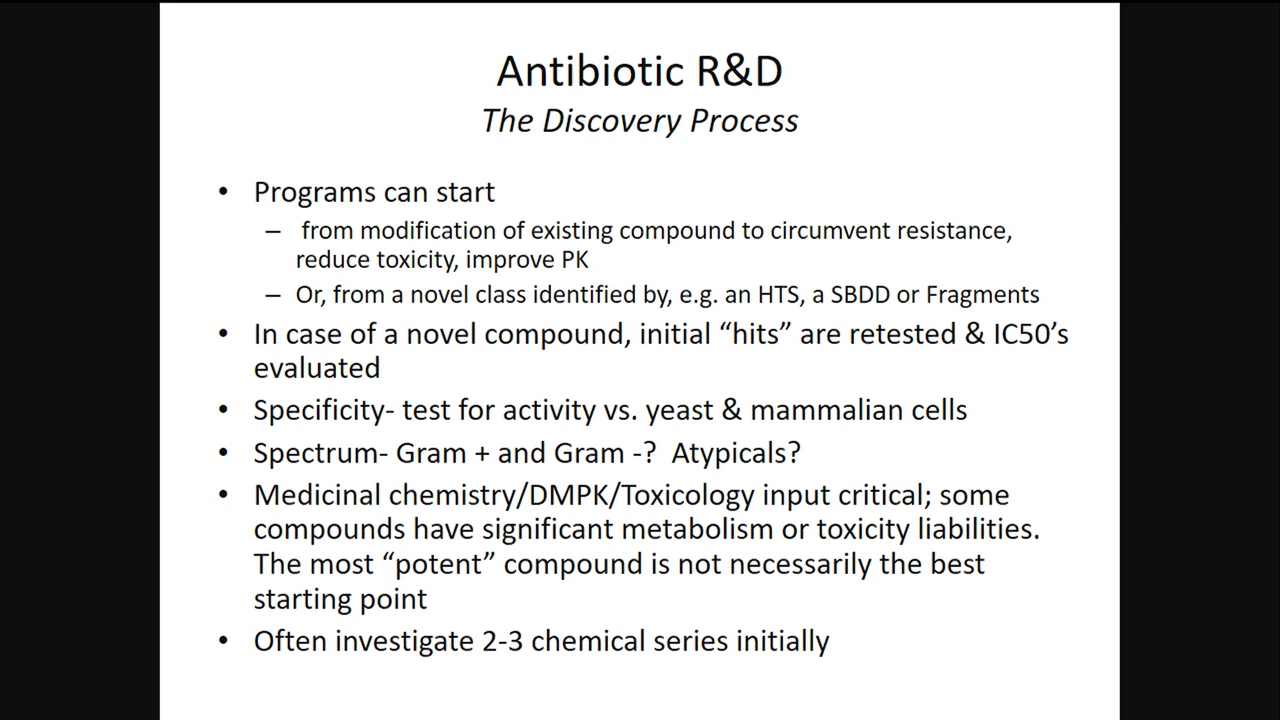 Antibiotic R&D
The Discovery Process
• Programs can start
– from modification of existing compound to circumvent resistance,
reduce toxicity, improve PK
– Or, from a novel class identified by, e.g. an HTS, a SBDD or Fragments
• In case of a novel compound, initial “hits” are retested & IC50’s
evaluated
• Specificity- test for activity vs. yeast & mammalian cells
• Spectrum- Gram + and Gram -? Atypicals?
• Medicinal chemistry/DMPK/Toxicology input critical; some
compounds have significant metabolism or toxicity liabilities.
The most “potent” compound is not necessarily the best
starting point
• Often investigate 2-3 chemical series initially